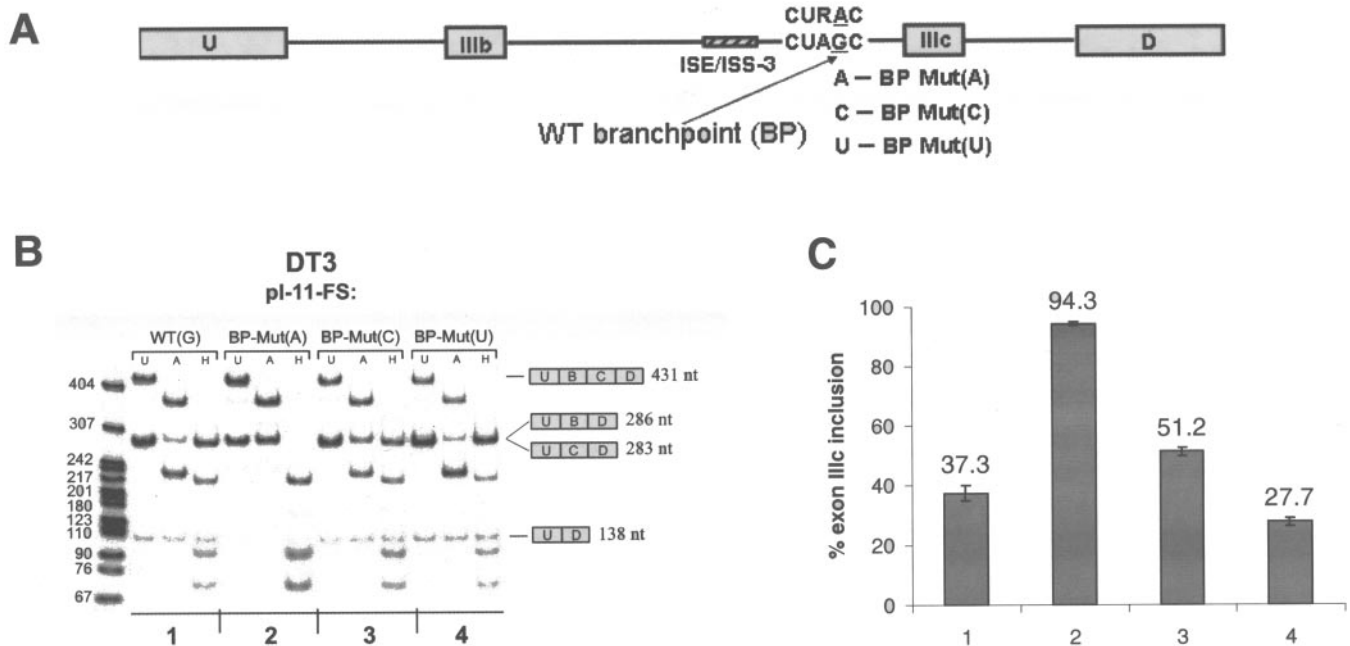 A
CURAC
CUAGC
U
IIIb
IIIc
D
ISE/ISS-3
A – BP Mut(A)
WT branchpoint (BP)
C – BP Mut(C)
U – BP Mut(U)
B
DT3
pI-11-FS:
WT(G) BP-Mut(A) BP-Mut(C) BP-Mut(U)
U A H U A H U A H U A H
404
307
242
217
201
180
123
110
90
76
67
U B C D 431 nt
U B D 286 nt
U C D 283 nt
U D 138 nt
1 2 3 4
C
% exon IIIc inclusion
100
80
60
40
20
0
37.3
94.3
51.2
27.7
1 2 3 4